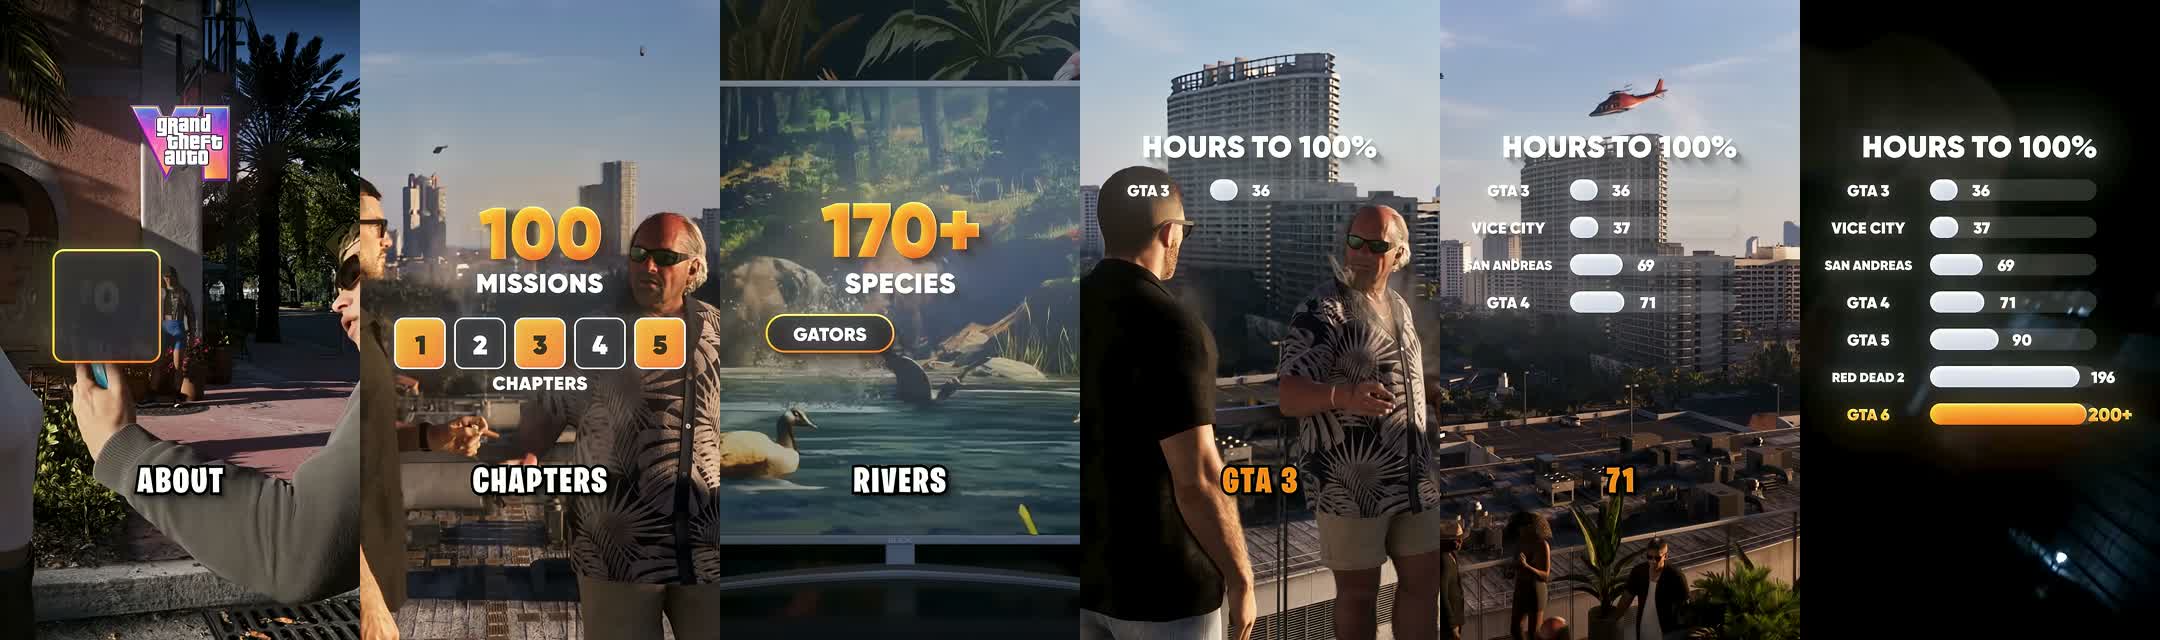 grand
theft
auto
VI
0
ABOUT
100
MISSIONS
1 2 3 4 5
CHAPTERS
CHAPTERS
170+
SPECIES
GATORS
RIVERS
HOURS TO 100%
GTA 3 36
GTA 3
HOURS TO 100%
GTA 3 36
VICE CITY 37
SAN ANDREAS 69
GTA 4 71
71
HOURS TO 100%
GTA 3 36
VICE CITY 37
SAN ANDREAS 69
GTA 4 71
GTA 5 90
RED DEAD 2 196
GTA 6 200+